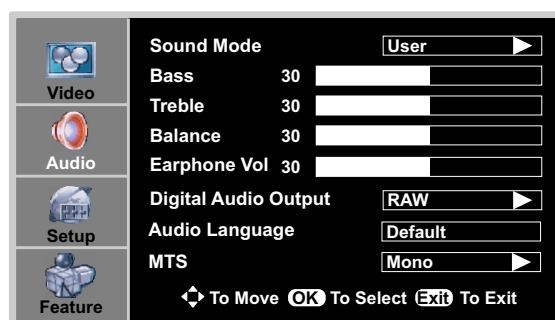 Video
Audio
Setup
Feature
Sound Mode User
Bass 30
Treble 30
Balance 30
Earphone Vol 30
Digital Audio Output RAW
Audio Language Default
MTS Mono
To Move OK To Select Exit To Exit